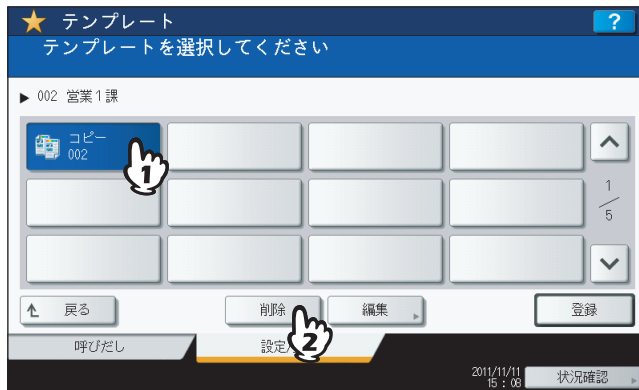 テンプレート
?
テンプレートを選択してください
002 営業1課
コピー
002
1
1
5
戻る
削除
編集
登録
2
呼びだし
設定
2011/11/11
15 : 08
状況確認